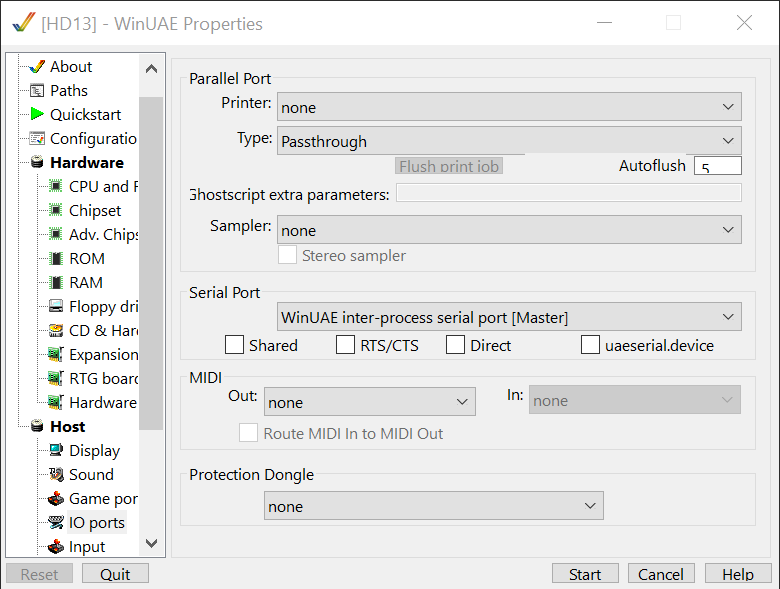 [HD13] - WinUAE Properties
About
Paths
Quickstart
Configuratio
Hardware
CPU and F
Chipset
Adv. Chips
ROM
RAM
Floppy dri
CD & Hard
Expansion
RTG board
Hardware
Host
Display
Sound
Game por
IO ports
Input
Parallel Port
Printer: none
Type: Passthrough
Flush print job Autoflush 5
Ghostscript extra parameters:
Sampler: none
Stereo sampler
Serial Port
WinUAE inter-process serial port [Master]
Shared RTS/CTS Direct uaeserial.device
MIDI
Out: none In: none
Route MIDI In to MIDI Out
Protection Dongle
none
Reset Quit Start Cancel Help